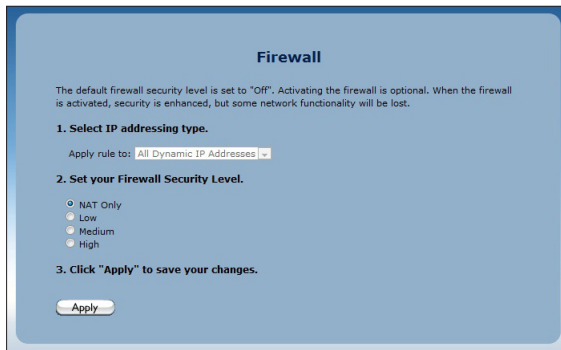 Firewall
The default firewall security level is set to "Off". Activating the firewall is optional. When the firewall
is activated, security is enhanced, but some network functionality will be lost.
1. Select IP addressing type.
Apply rule to: All Dynamic IP Addresses
2. Set your Firewall Security Level.
NAT Only
Low
Medium
High
3. Click "Apply" to save your changes.
Apply